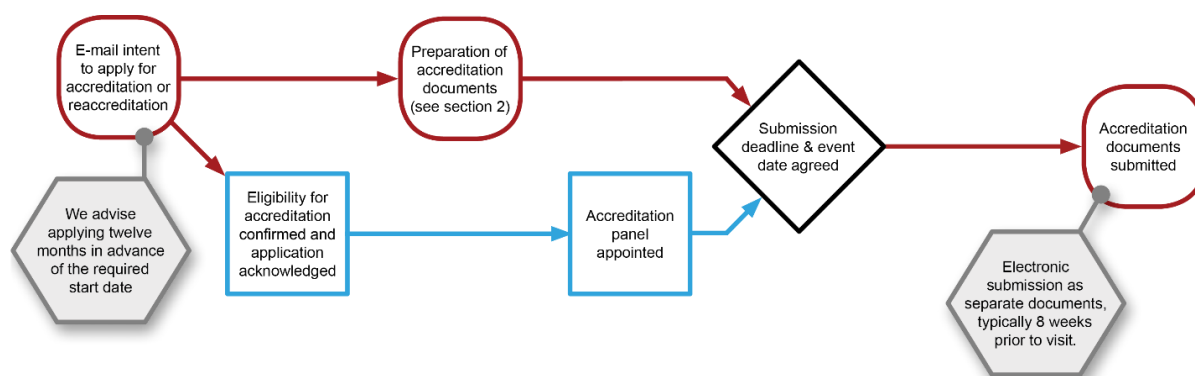 E-mail intent
to apply for
accreditation or
reaccreditation
Preparation of
accreditation
documents
(see section 2)
Submission
deadline & event
date agreed
Accreditation
documents
submitted
We advise
applying twelve
months in advance
of the required
start date
Eligibility for
accreditation
confirmed and
application
acknowledged
Accreditation
panel
appointed
Electronic
submission as
separate documents,
typically 8 weeks
prior to visit.